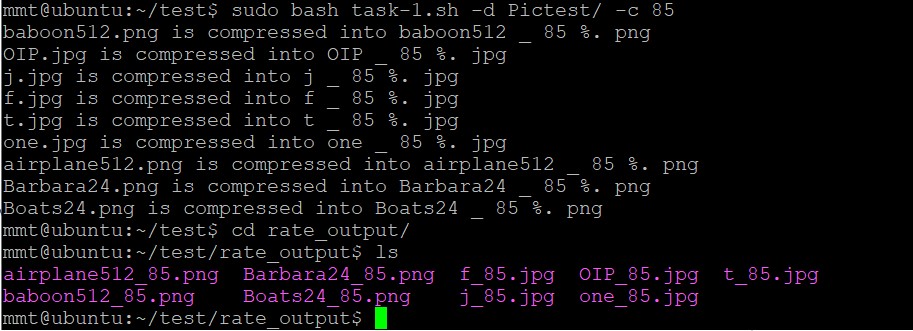 mmt@ubuntu:~/test$ sudo bash task-1.sh -d Pictest/ -c 85
baboon512.png is compressed into baboon512 _ 85 %. png
OIP.jpg is compressed into OIP _ 85 %. jpg
j.jpg is compressed into j _ 85 %. jpg
f.jpg is compressed into f _ 85 %. jpg
t.jpg is compressed into t _ 85 %. jpg
one.jpg is compressed into one _ 85 %. jpg
airplane512.png is compressed into airplane512 _ 85 %. png
Barbara24.png is compressed into Barbara24 _ 85 %. png
Boats24.png is compressed into Boats24 _ 85 %. png
mmt@ubuntu:~/test$ cd rate_output/
mmt@ubuntu:~/test/rate_output$ ls
airplane512_85.png  Barbara24_85.png  f_85.jpg  OIP_85.jpg  t_85.jpg
baboon512_85.png    Boats24_85.png    j_85.jpg  one_85.jpg
mmt@ubuntu:~/test/rate_output$